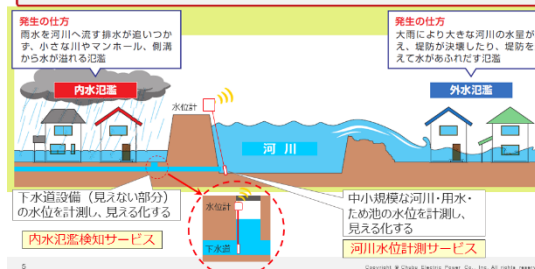 発生の仕方
雨水を河川へ流す排水が追いつか
ず、小さな川やマンホール、側溝
から水が溢れる氾濫
発生の仕方
大雨により大きな河川の水量が
え、堤防が決壊したり、堤防を
えて水があふれだす氾濫
内水氾濫
外水氾濫
水位計
河 川
下水道設備(見えない部分)
の水位を計測し、見える化する
内水氾濫検知サービス
水位計
下水道
中小規模な河川・用水・
ため池の水位を計測し、
見える化する
河川水位計測サービス
5
Copyright © Chubu Electric Power Co., Inc. All rights reserv